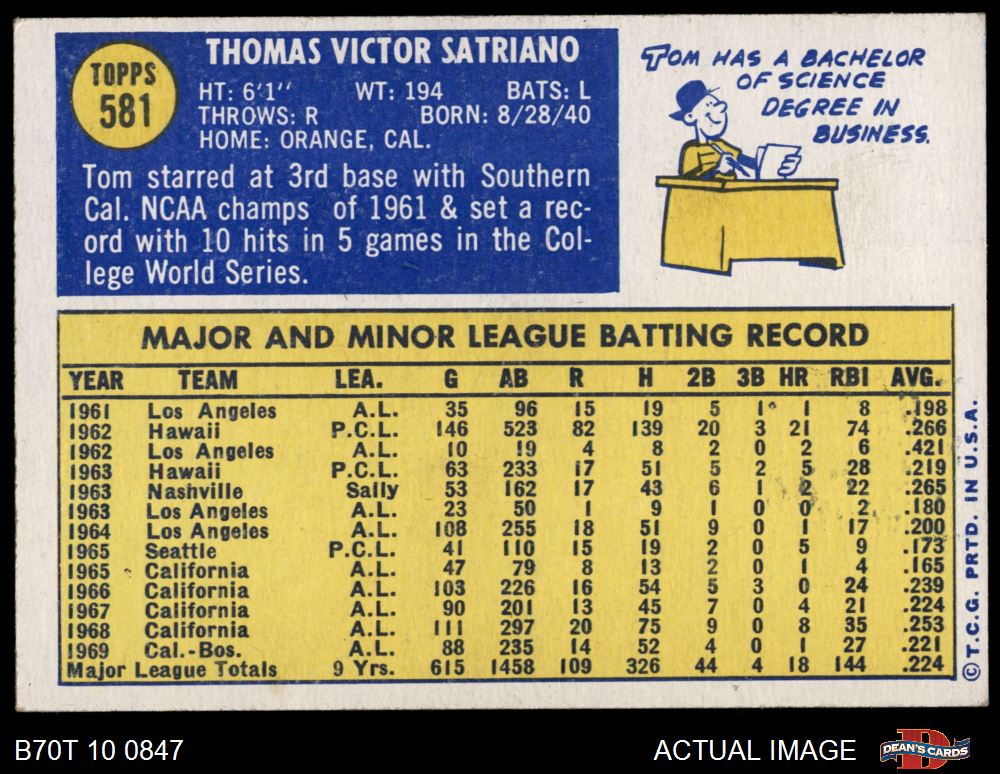 TOPPS
581
THOMAS VICTOR SATRIANO
HT: 6'1" WT: 194 BATS: L
THROWS: R BORN: 8/28/40
HOME: ORANGE, CAL.
Tom starred at 3rd base with Southern
Cal. NCAA champs of 1961 & set a rec-
ord with 10 hits in 5 games in the Col-
lege World Series.
TOM HAS A BACHELOR
OF SCIENCE
DEGREE IN
BUSINESS.
MAJOR AND MINOR LEAGUE BATTING RECORD
YEAR TEAM LEA. G AB R H 2B 3B HR RBI AVG.
1961 Los Angeles A.L. 35 96 15 19 5 1 1 8 .198
1962 Hawaii P.C.L. 146 523 82 139 20 3 21 74 .266
1962 Los Angeles A.L. 10 19 4 8 2 0 2 6 .421
1963 Hawaii P.C.L. 63 233 17 51 5 2 5 28 .219
1963 Nashville Sally 53 162 17 43 6 1 2 22 .265
1963 Los Angeles A.L. 23 50 1 9 1 0 0 2 .180
1964 Los Angeles A.L. 108 255 18 51 9 0 1 17 .200
1965 Seattle P.C.L. 41 110 15 19 2 0 5 9 .173
1965 California A.L. 47 79 8 13 2 0 1 4 .165
1966 California A.L. 103 226 16 54 5 3 0 24 .239
1967 California A.L. 90 201 13 45 7 0 4 21 .224
1968 California A.L. 111 297 20 75 9 0 8 35 .253
1969 Cal.-Bos. A.L. 88 235 14 52 4 0 1 27 .221
Major League Totals 9 Yrs. 615 1458 109 326 44 4 18 144 .224
© T.C.G. PRTD. IN U.S.A.
B70T 10 0847 ACTUAL IMAGE
DEAN'S CARDS